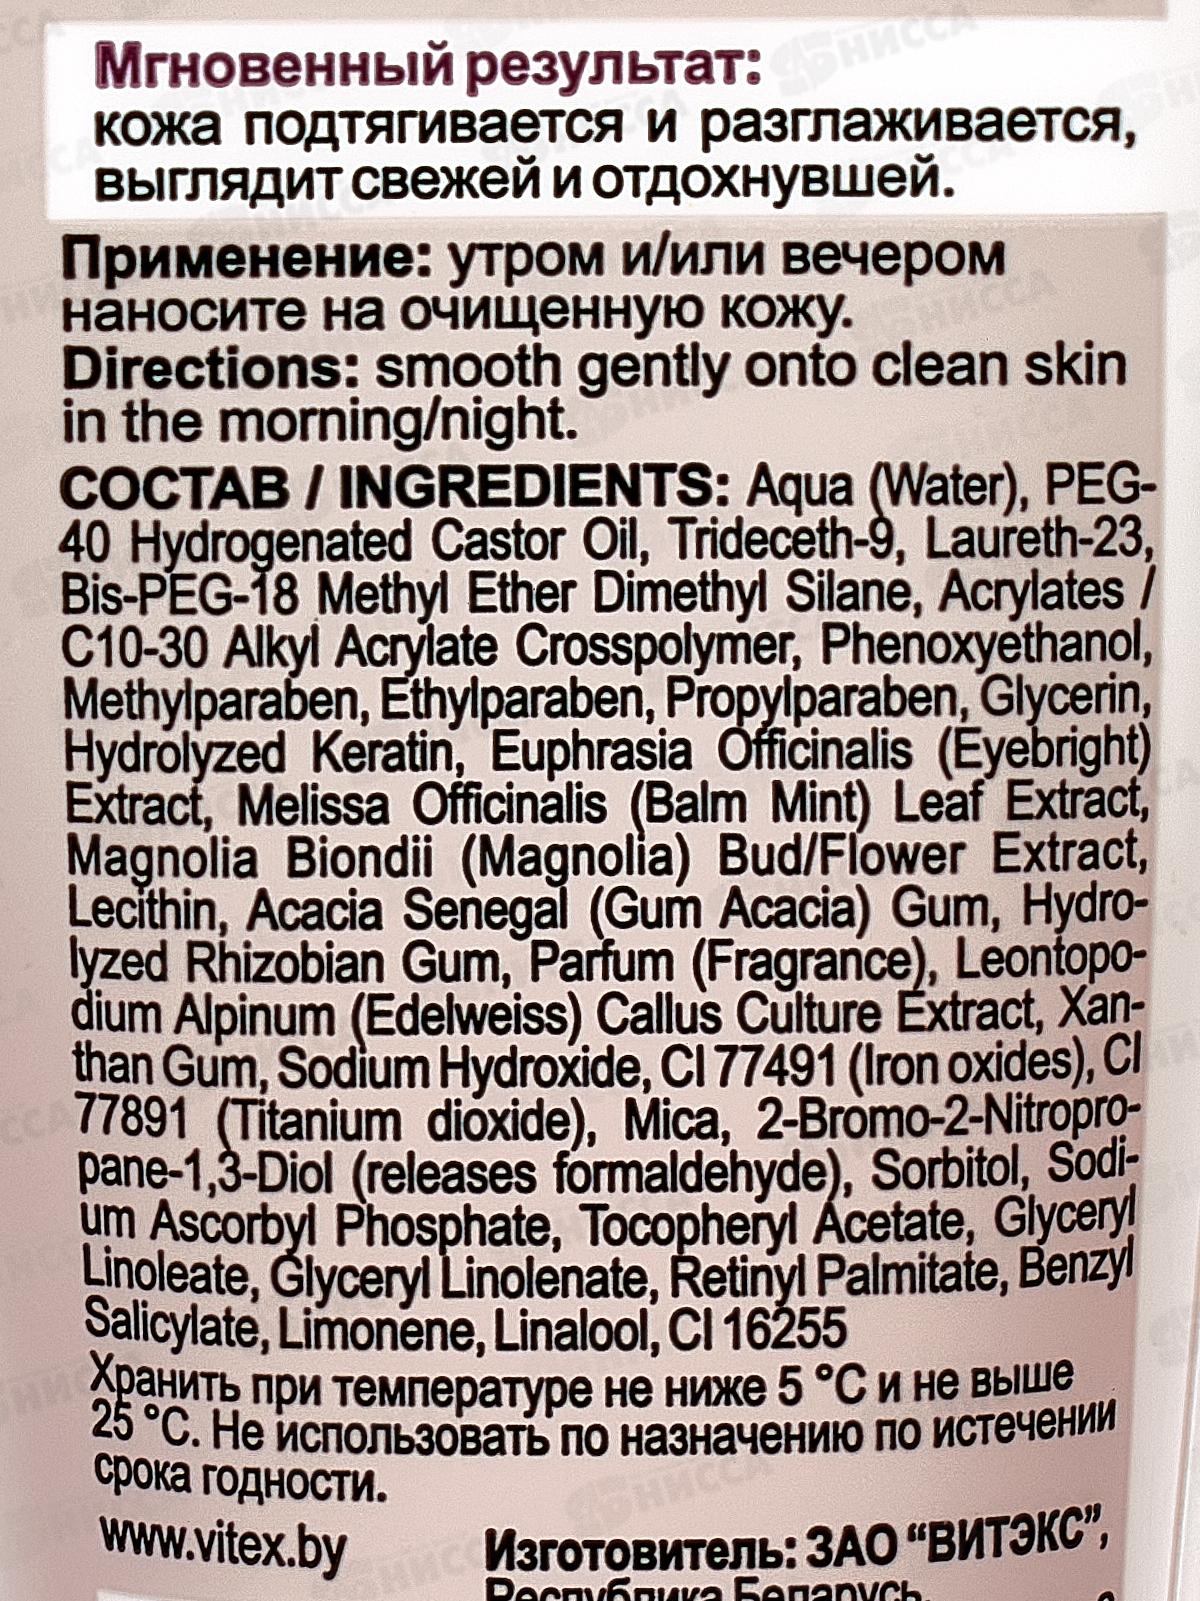 Мгновенный результат:
кожа подтягивается и разглаживается,
выглядит свежей и отдохнувшей.
Применение: утром и/или вечером
наносите на очищенную кожу.
Directions: smooth gently onto clean skin
in the morning/night.
СОСТАВ / INGREDIENTS: Aqua (Water), PEG-
40 Hydrogenated Castor Oil, Trideceth-9, Laureth-23,
Bis-PEG-18 Methyl Ether Dimethyl Silane, Acrylates /
C10-30 Alkyl Acrylate Crosspolymer, Phenoxyethanol,
Methylparaben, Ethylparaben, Propylparaben, Glycerin,
Hydrolyzed Keratin, Euphrasia Officinalis (Eyebright)
Extract, Melissa Officinalis (Balm Mint) Leaf Extract,
Magnolia Biondii (Magnolia) Bud/Flower Extract,
Lecithin, Acacia Senegal (Gum Acacia) Gum, Hydro-
lyzed Rhizobian Gum, Parfum (Fragrance), Leontopo-
dium Alpinum (Edelweiss) Callus Culture Extract, Xan-
than Gum, Sodium Hydroxide, CI 77491 (Iron oxides), CI
77891 (Titanium dioxide), Mica, 2-Bromo-2-Nitropro-
pane-1,3-Diol (releases formaldehyde), Sorbitol, Sodi-
um Ascorbyl Phosphate, Tocopheryl Acetate, Glyceryl
Linoleate, Glyceryl Linolenate, Retinyl Palmitate, Benzyl
Salicylate, Limonene, Linalool, CI 16255
Хранить при температуре не ниже 5 °C и не выше
25 °C. Не использовать по назначению по истечении
срока годности.
www.vitex.by
Изготовитель: ЗАО “ВИТЭКС”,
Республика Беларусь,